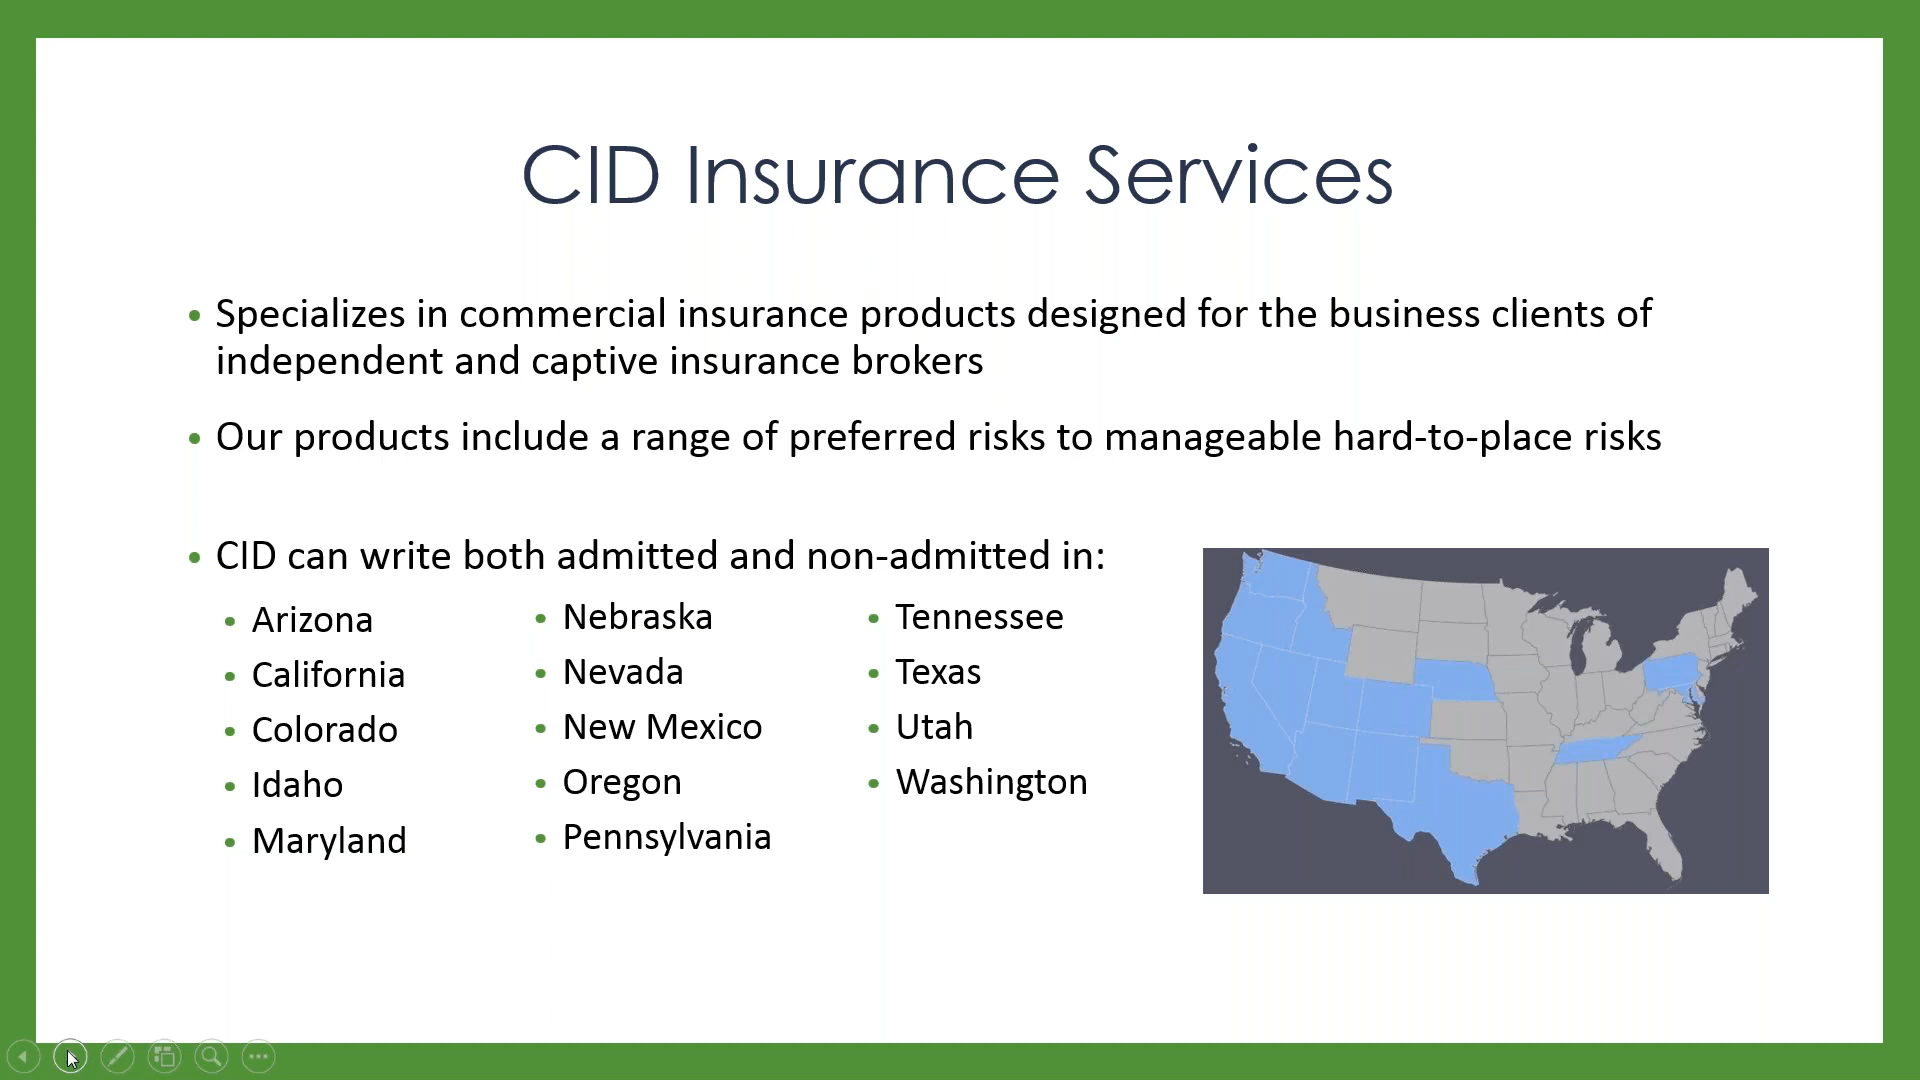 CID Insurance Services
• Specializes in commercial insurance products designed for the business clients of
independent and captive insurance brokers
• Our products include a range of preferred risks to manageable hard-to-place risks
• CID can write both admitted and non-admitted in:
• Arizona
• California
• Colorado
• Idaho
• Maryland
• Nebraska
• Nevada
• New Mexico
• Oregon
• Pennsylvania
• Tennessee
• Texas
• Utah
• Washington